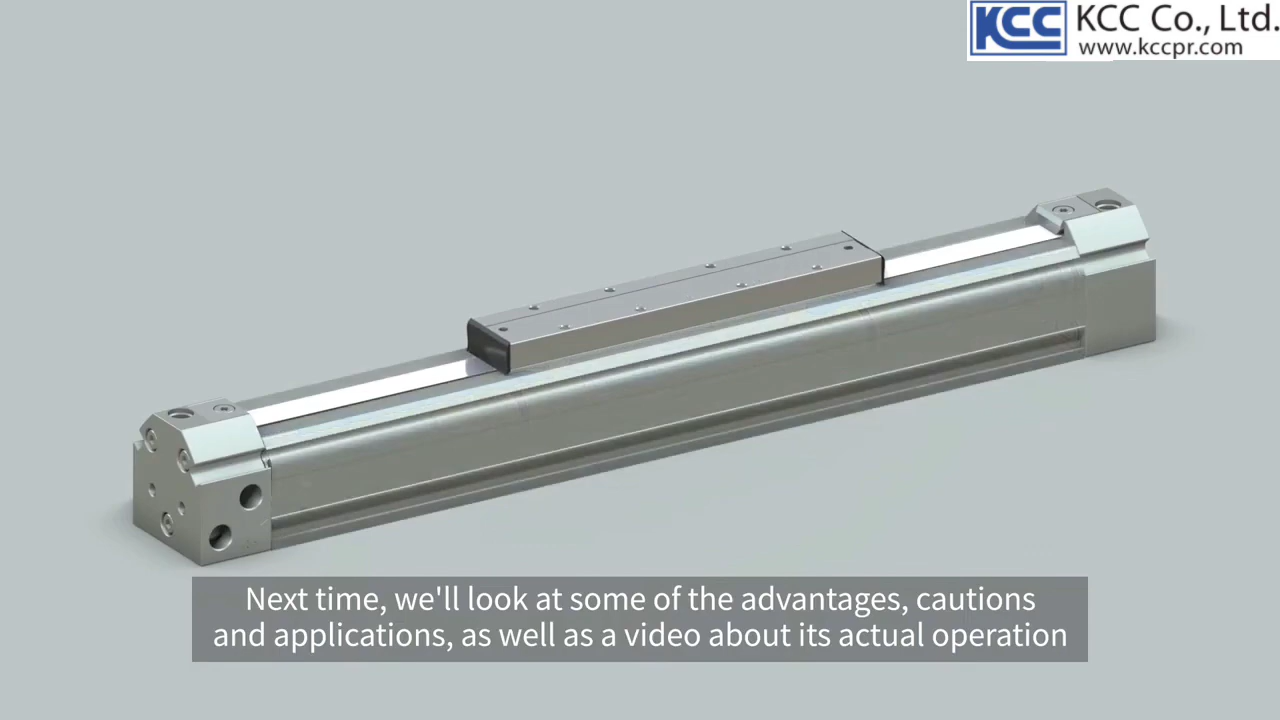 KCC
KCC Co., Ltd.
www.kccpr.com
Next time, we'll look at some of the advantages, cautions
and applications, as well as a video about its actual operation